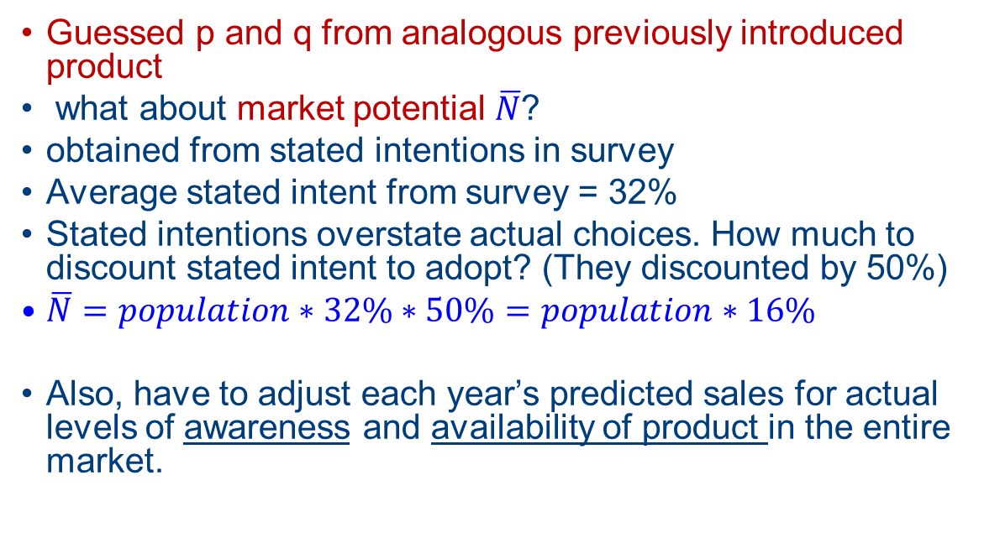 • Guessed p and q from analogous previously introduced
product
• what about market potential N̅?
• obtained from stated intentions in survey
• Average stated intent from survey = 32%
• Stated intentions overstate actual choices. How much to
discount stated intent to adopt? (They discounted by 50%)
• N̅ = population ∗ 32% ∗ 50% = population ∗ 16%
• Also, have to adjust each year’s predicted sales for actual
levels of awareness and availability of product in the entire
market.